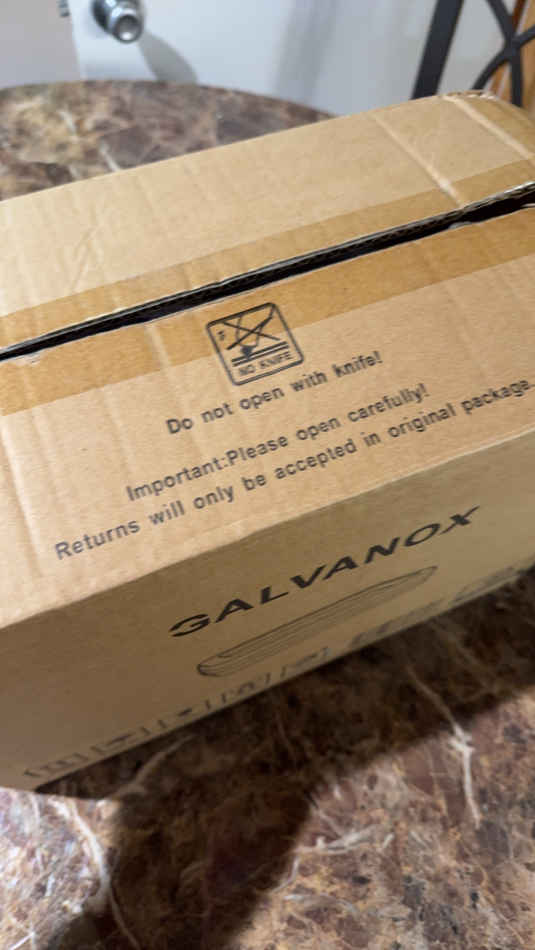 NO KNIFE
Do not open with knife!
Important:Please open carefully!
Returns will only be accepted in original package.
GALVANOX